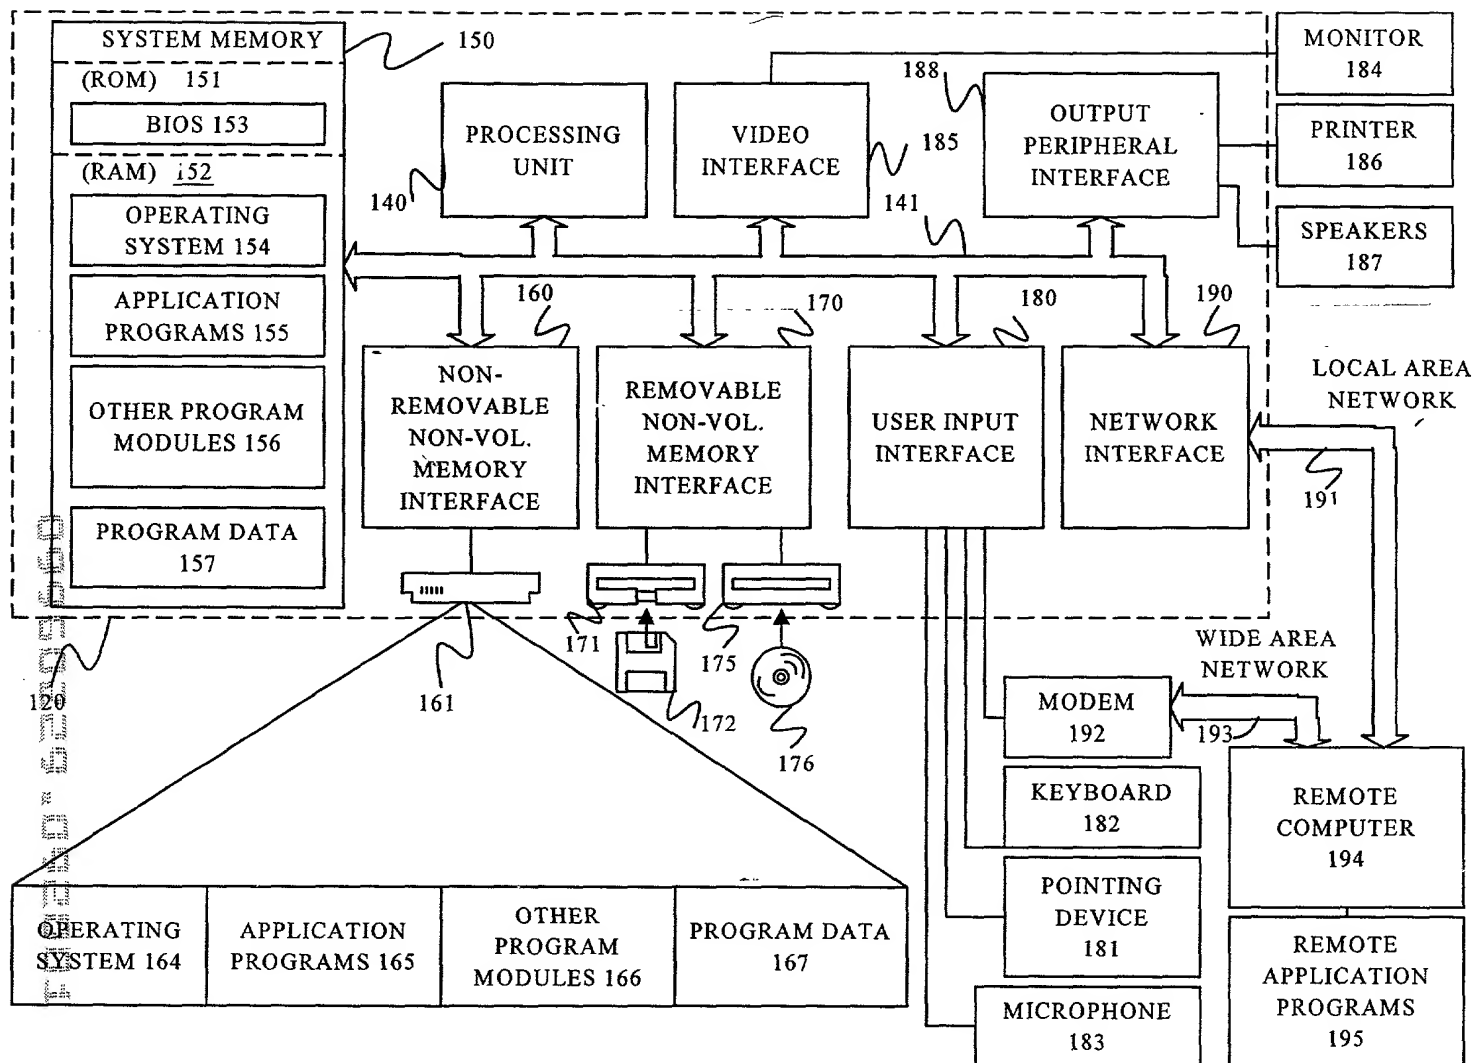 SYSTEM MEMORY
150
(ROM) 151
BIOS 153
(RAM) 152
OPERATING
SYSTEM 154
APPLICATION
PROGRAMS 155
OTHER PROGRAM
MODULES 156
PROGRAM DATA
157
120
PROCESSING
UNIT
140
VIDEO
INTERFACE
185
188
OUTPUT
PERIPHERAL
INTERFACE
141
MONITOR
184
PRINTER
186
SPEAKERS
187
160
NON-
REMOVABLE
NON-VOL.
MEMORY
INTERFACE
170
REMOVABLE
NON-VOL.
MEMORY
INTERFACE
180
USER INPUT
INTERFACE
190
NETWORK
INTERFACE
LOCAL AREA
NETWORK
191
161
171
172
175
176
WIDE AREA
NETWORK
193
MODEM
192
KEYBOARD
182
POINTING
DEVICE
181
MICROPHONE
183
REMOTE
COMPUTER
194
REMOTE
APPLICATION
PROGRAMS
195
OPERATING
SYSTEM 164
APPLICATION
PROGRAMS 165
OTHER
PROGRAM
MODULES 166
PROGRAM DATA
167